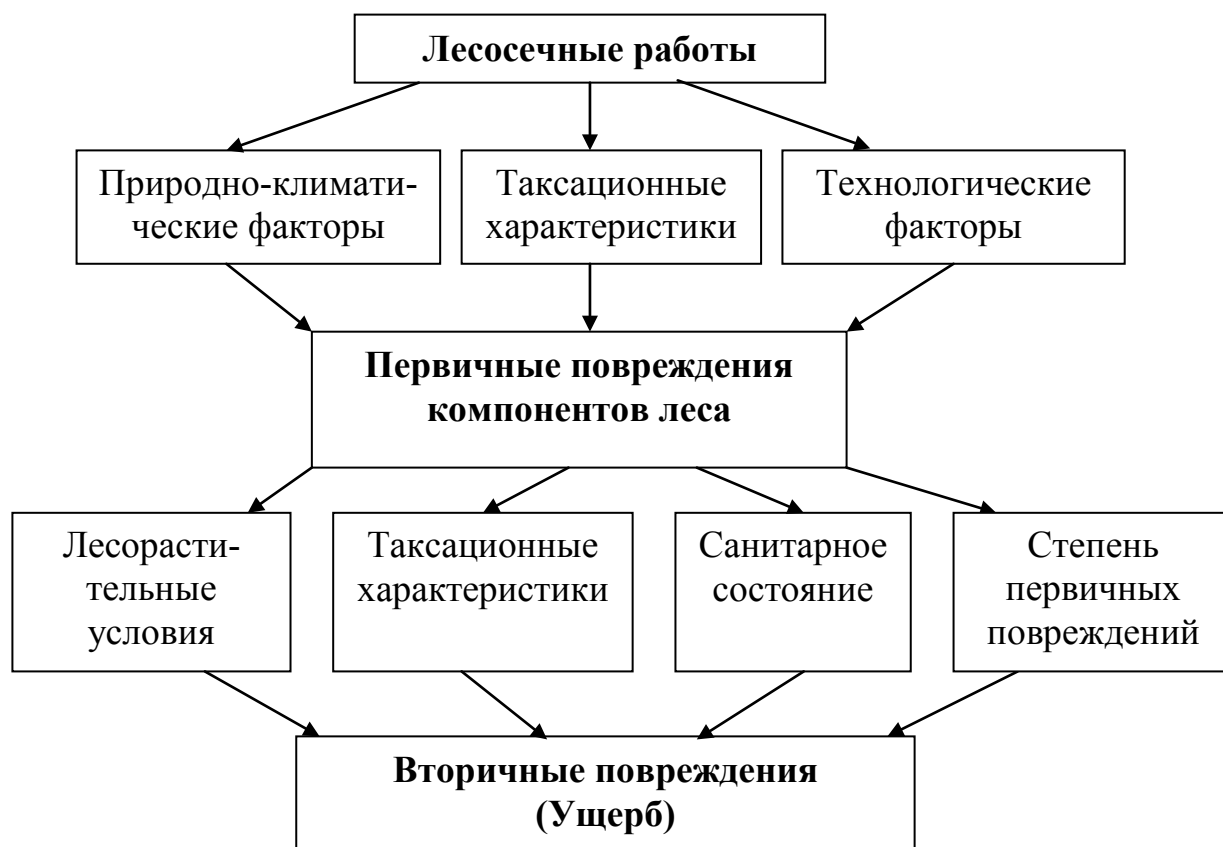 Лесосечные работы
Природно-климати-
ческие факторы
Таксационные
характеристики
Технологические
факторы
Первичные повреждения
компонентов леса
Лесорасти-
тельные
условия
Таксационные
характеристики
Санитарное
состояние
Степень
первичных
повреждений
Вторичные повреждения
(Ущерб)